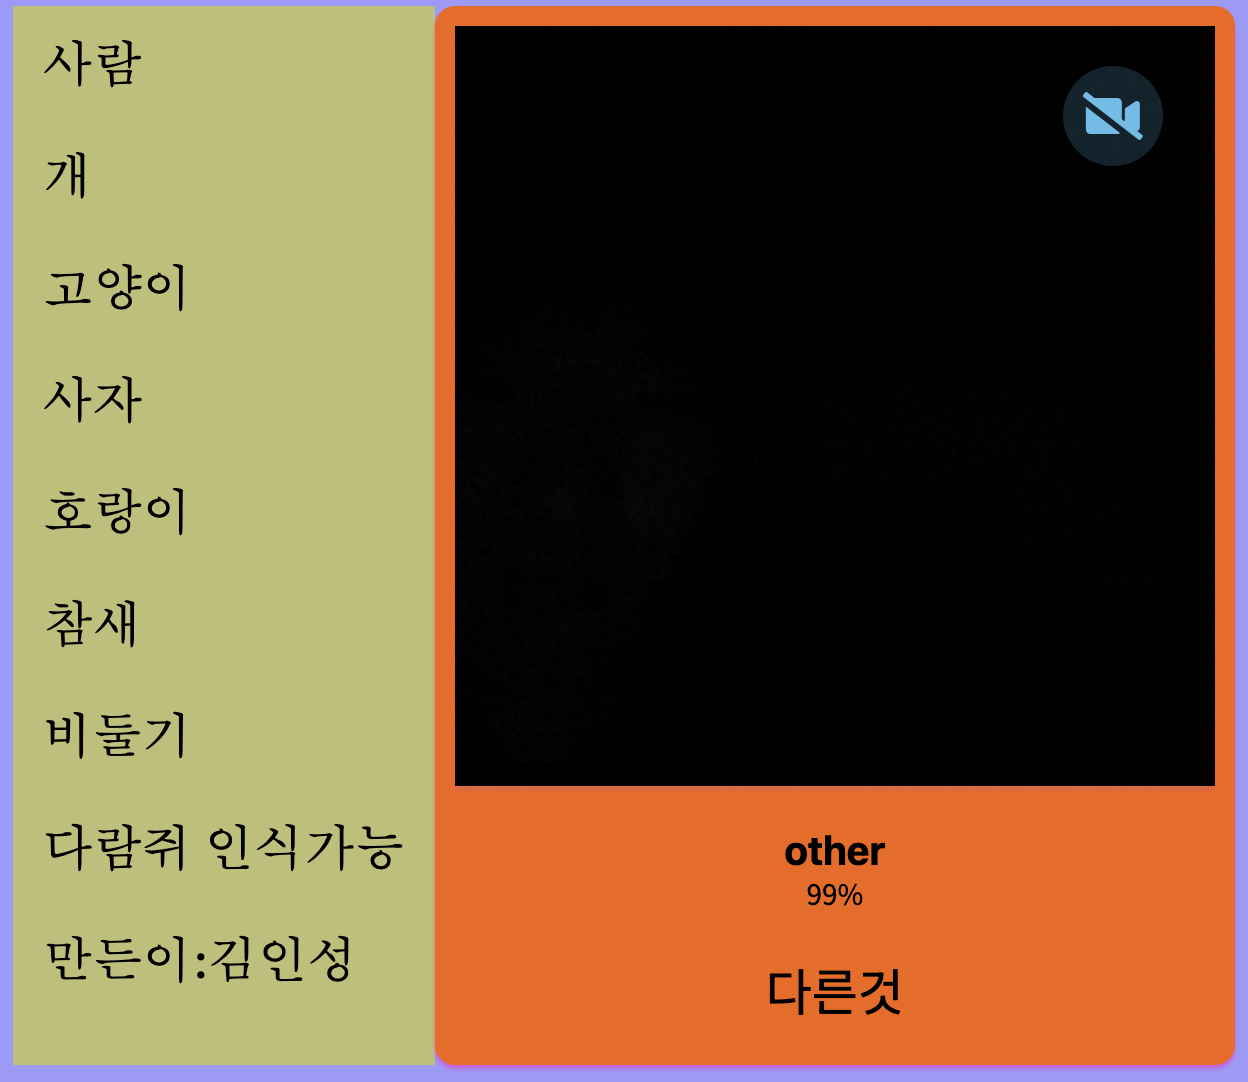 사람
개
고양이
사자
호랑이
참새
비둘기
다람쥐 인식가능
만든이:김인성
other
99%
다른것